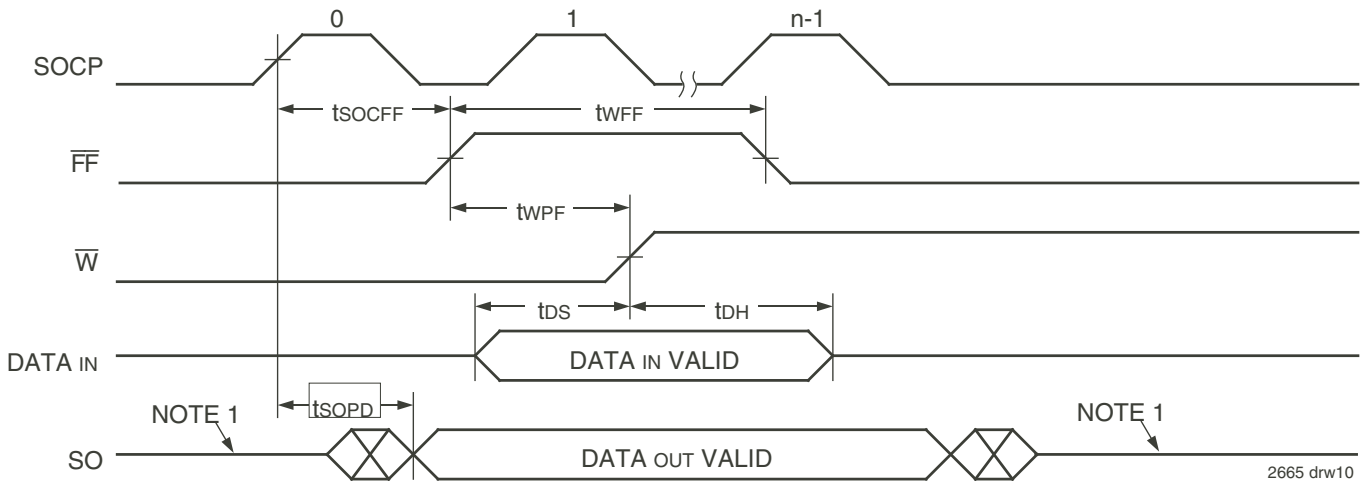 0 1 n-1
SOCP
tSOCFF tWFF
FF
tWPF
W
tDS tDH
DATA IN DATA IN VALID
tSOPD
NOTE 1 NOTE 1
SO DATA OUT VALID
2665 drw10